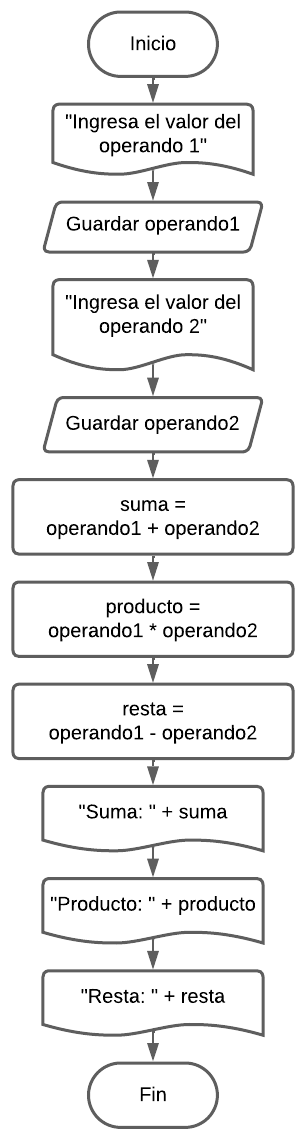 Inicio
"Ingresa el valor del
operando 1"
Guardar operando1
"Ingresa el valor del
operando 2"
Guardar operando2
suma =
operando1 + operando2
producto =
operando1 * operando2
resta =
operando1 - operando2
"Suma: " + suma
"Producto: " + producto
"Resta: " + resta
Fin